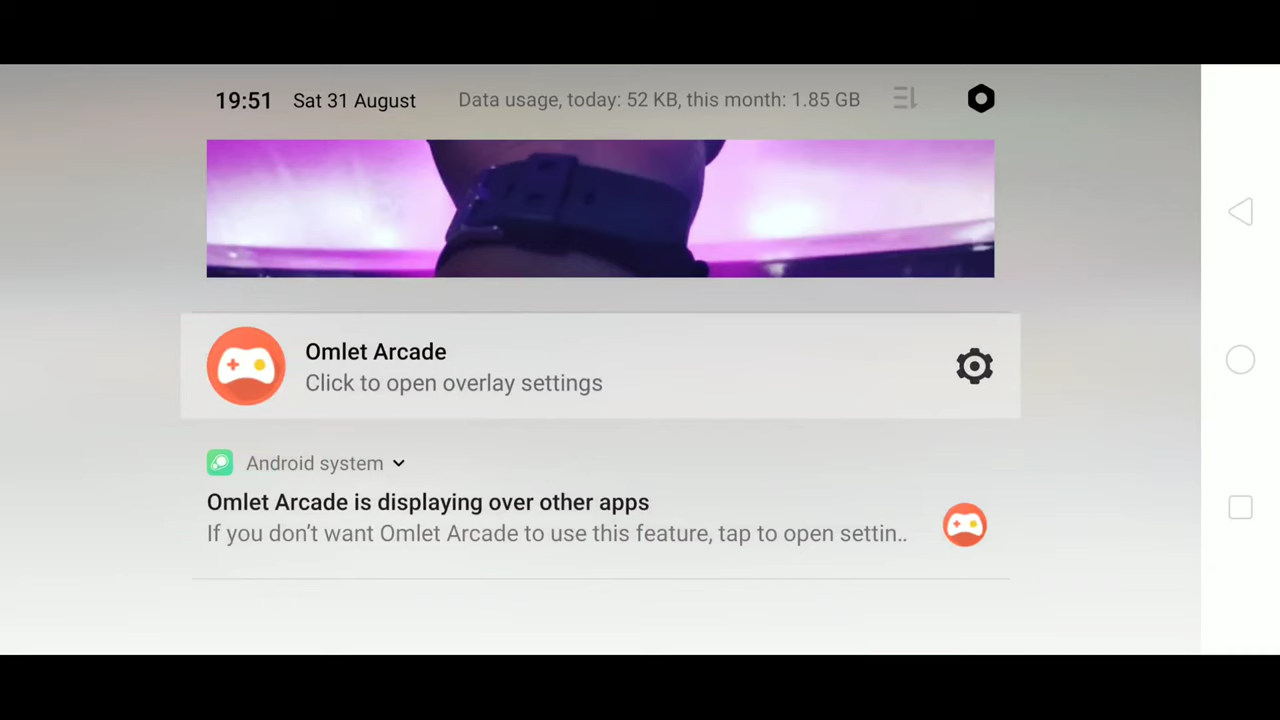 19:51 Sat 31 August Data usage, today: 52 KB, this month: 1.85 GB
Omlet Arcade
Click to open overlay settings
Android system
Omlet Arcade is displaying over other apps
If you don’t want Omlet Arcade to use this feature, tap to open settin..